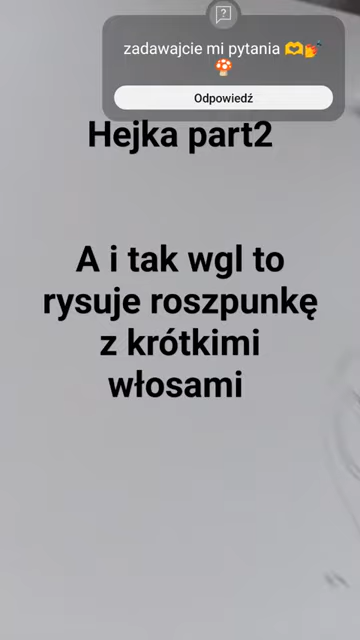 zadawajcie mi pytania 🫶🎁
🍄
Odpowiedź
Hejka part2
A i tak wgl to
rysuje roszpunkę
z krótkimi
włosami